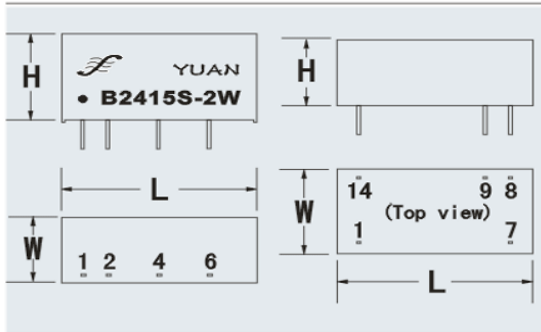 H
YUAN
B2415S-2W
L
W
1 2 4 6
H
14 9 8
(Top view)
1 7
W
L